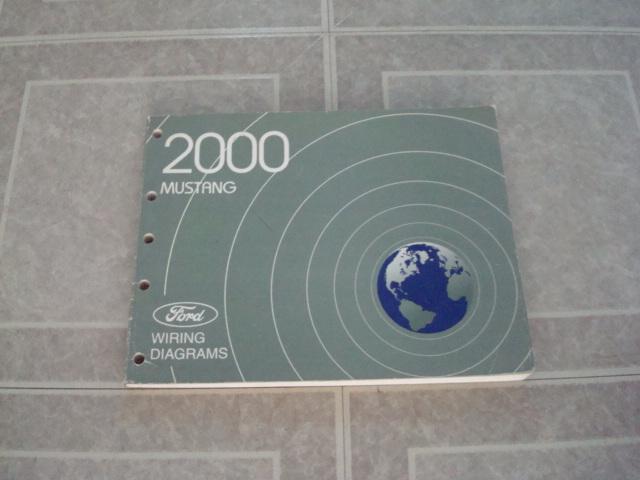 2000
MUSTANG
Ford
WIRING
DIAGRAMS